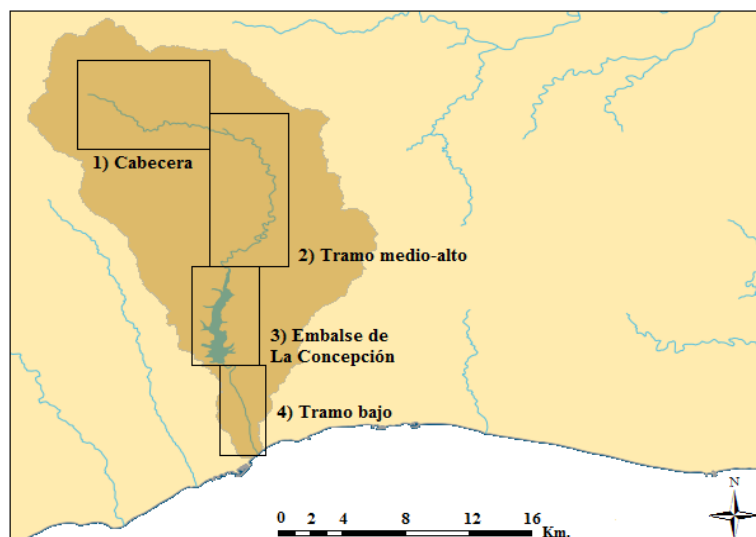 1) Cabecera
2) Tramo medio-alto
3) Embalse de
La Concepción
4) Tramo bajo
N
0 2 4 8 12 16
Km.